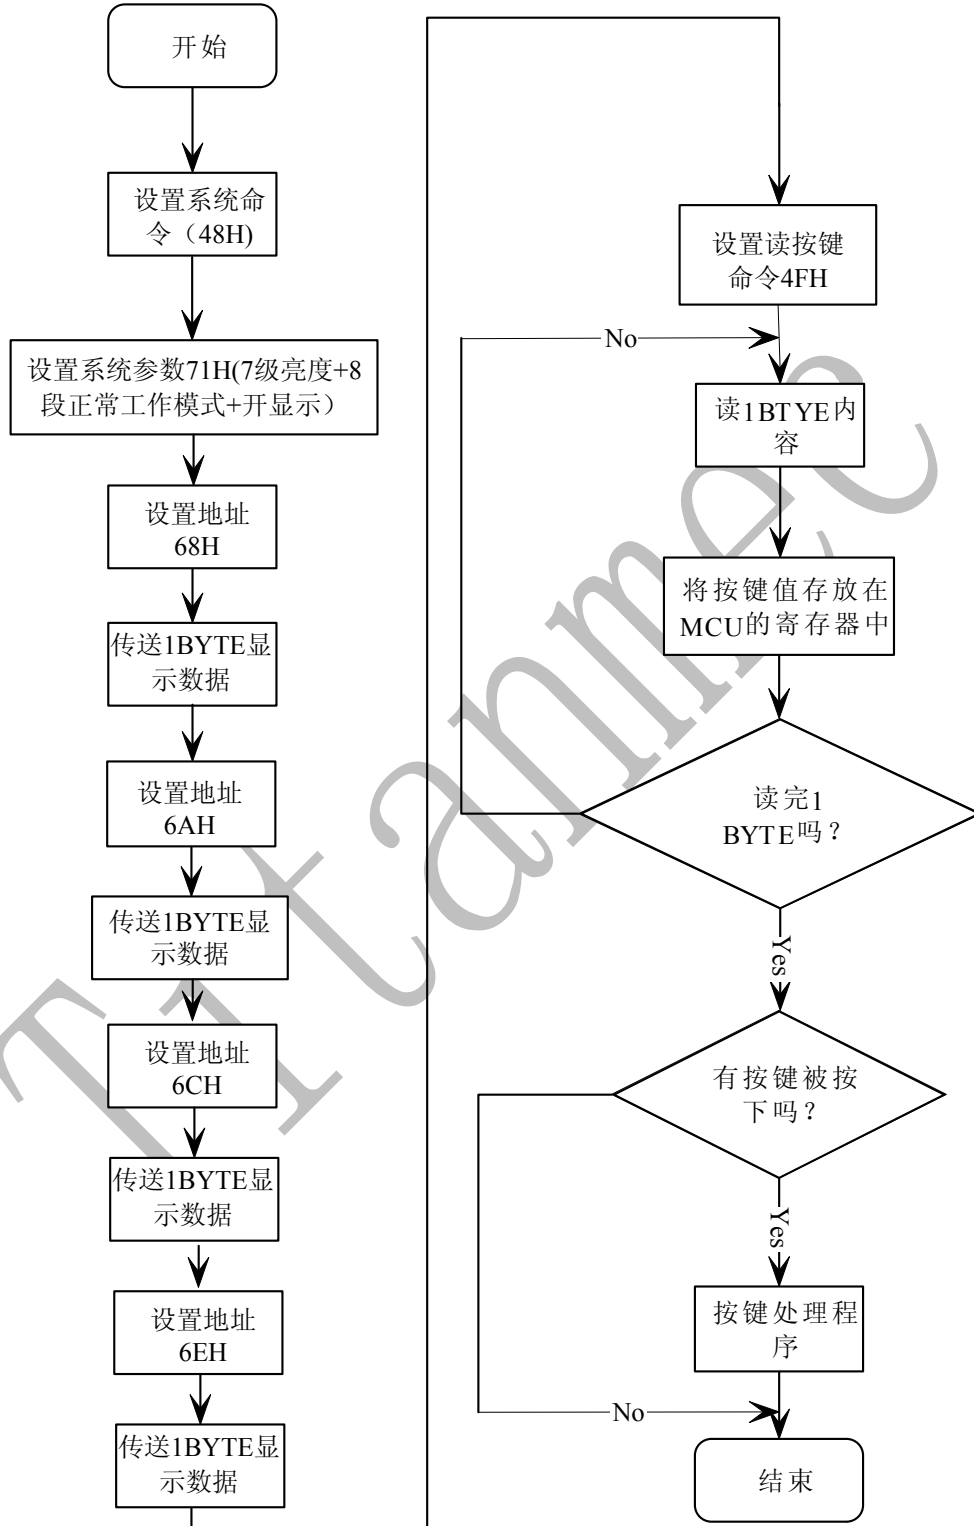 开始
设置系统命
令（48H)
设置系统参数71H(7级亮度+8
段正常工作模式+开显示）
设置地址
68H
传送1BYTE显
示数据
设置地址
6AH
传送1BYTE显
示数据
设置地址
6CH
传送1BYTE显
示数据
设置地址
6EH
传送1BYTE显
示数据
设置读按键
命令4FH
No
读1BTYE内
容
将按键值存放在
MCU的寄存器中
读完1
BYTE吗？
Yes
有按键被按
下吗？
Yes
按键处理程
序
No
结束
Titanmec